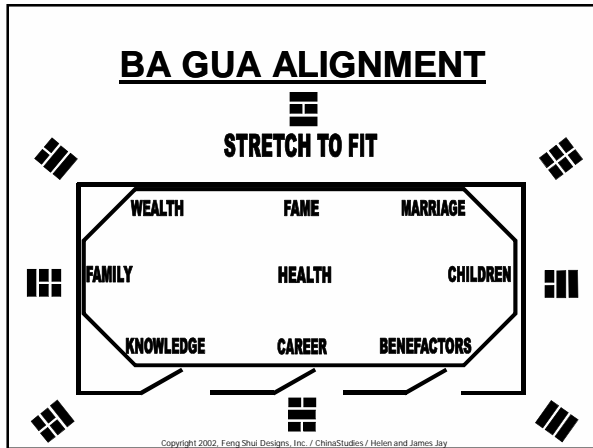 BA GUA ALIGNMENT
STRETCH TO FIT
WEALTH FAME MARRIAGE
FAMILY HEALTH CHILDREN
KNOWLEDGE CAREER BENEFACTORS
Copyright 2002, Feng Shui Designs, Inc. / ChinaStudies / Helen and James Jay